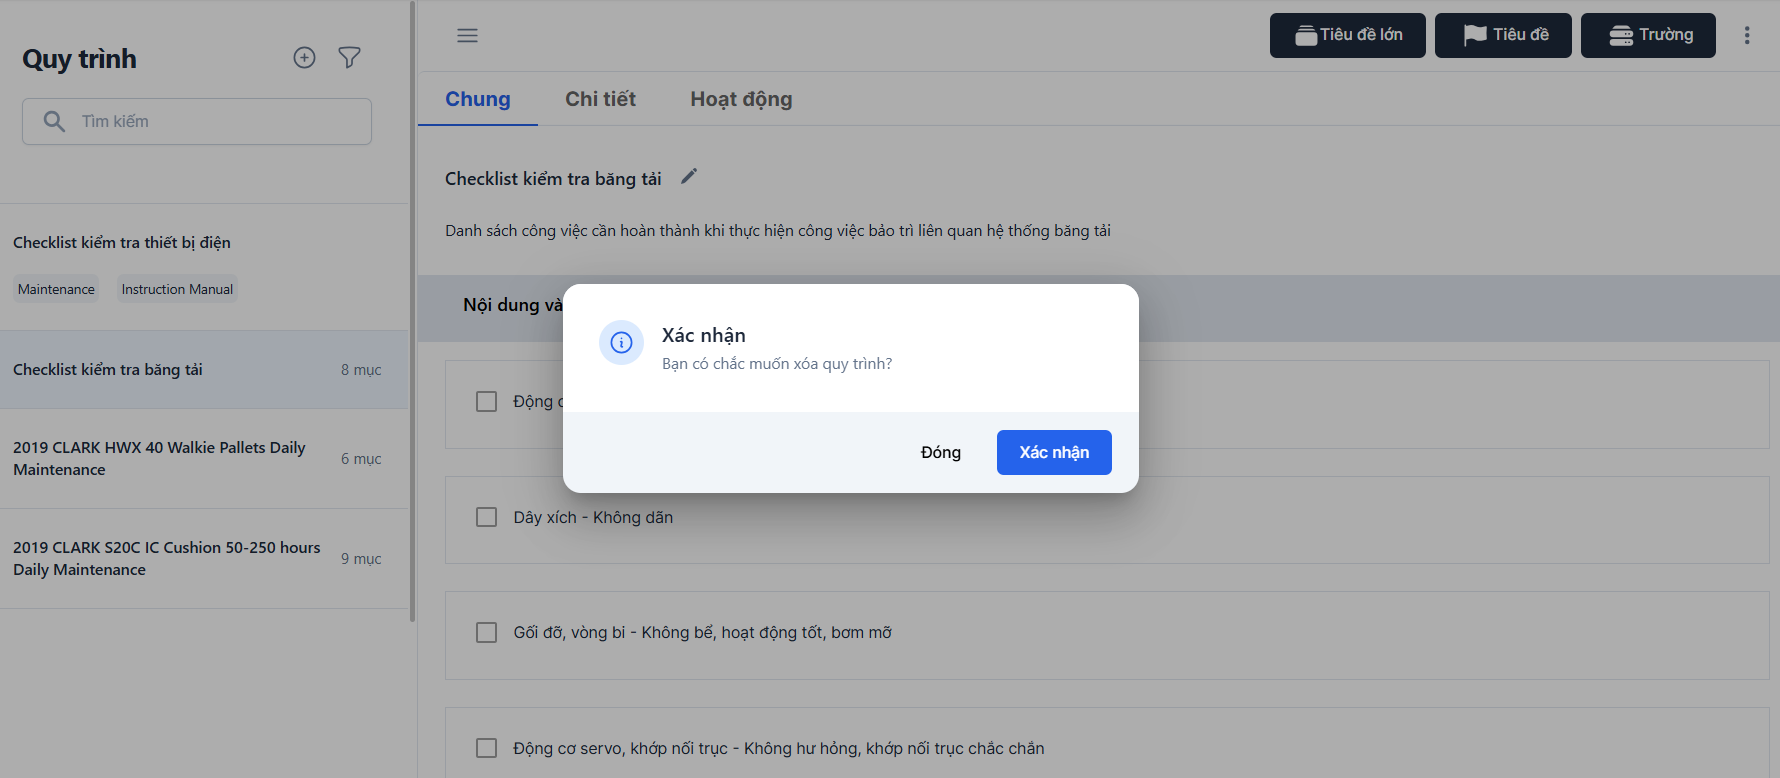 Quy trình
Tìm kiếm
Checklist kiểm tra thiết bị điện
Maintenance
Instruction Manual
Checklist kiểm tra băng tải
8 mục
2019 CLARK HWX 40 Walkie Pallets Daily
Maintenance
6 mục
2019 CLARK S20C IC Cushion 50-250 hours
Daily Maintenance
9 mục
Tiêu đề lớn
Tiêu đề
Trường
Chung
Chi tiết
Hoạt động
Checklist kiểm tra băng tải
Danh sách công việc cần hoàn thành khi thực hiện công việc bảo trì liên quan hệ thống băng tải
Nội dung và
Xác nhận
Bạn có chắc muốn xóa quy trình?
Đóng
Xác nhận
Động
Dây xích - Không dãn
Gối đỡ, vòng bi - Không bể, hoạt động tốt, bơm mỡ
Động cơ servo, khớp nối trục - Không hư hỏng, khớp nối trục chắc chắn